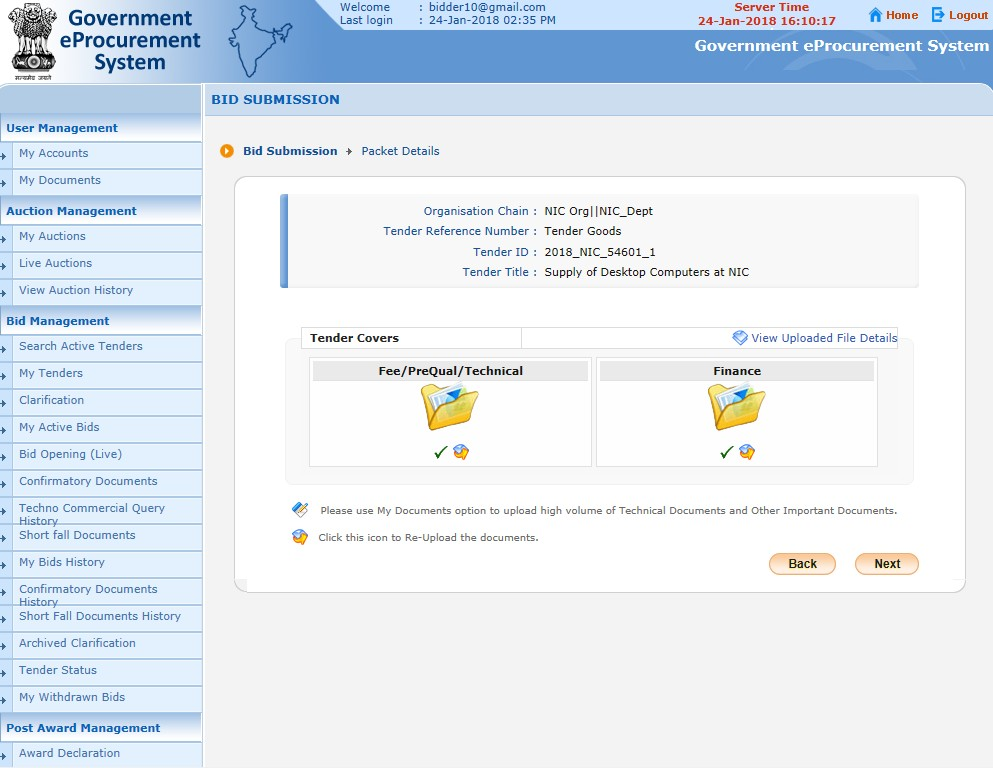 Government
eProcurement
System
सत्यमेव जयते
Welcome : bidder10@gmail.com
Last login : 24-Jan-2018 02:35 PM
Server Time
24-Jan-2018 16:10:17
Home
Logout
Government eProcurement System
BID SUBMISSION
User Management
My Accounts
My Documents
Auction Management
My Auctions
Live Auctions
View Auction History
Bid Management
Search Active Tenders
My Tenders
Clarification
My Active Bids
Bid Opening (Live)
Confirmatory Documents
Techno Commercial Query
History
Short fall Documents
My Bids History
Confirmatory Documents
History
Short Fall Documents History
Archived Clarification
Tender Status
My Withdrawn Bids
Post Award Management
Award Declaration
Bid Submission Packet Details
Organisation Chain : NIC Org||NIC_Dept
Tender Reference Number : Tender Goods
Tender ID : 2018_NIC_54601_1
Tender Title : Supply of Desktop Computers at NIC
Tender Covers
View Uploaded File Details
Fee/PreQual/Technical
Finance
Please use My Documents option to upload high volume of Technical Documents and Other Important Documents.
Click this icon to Re-Upload the documents.
Back
Next